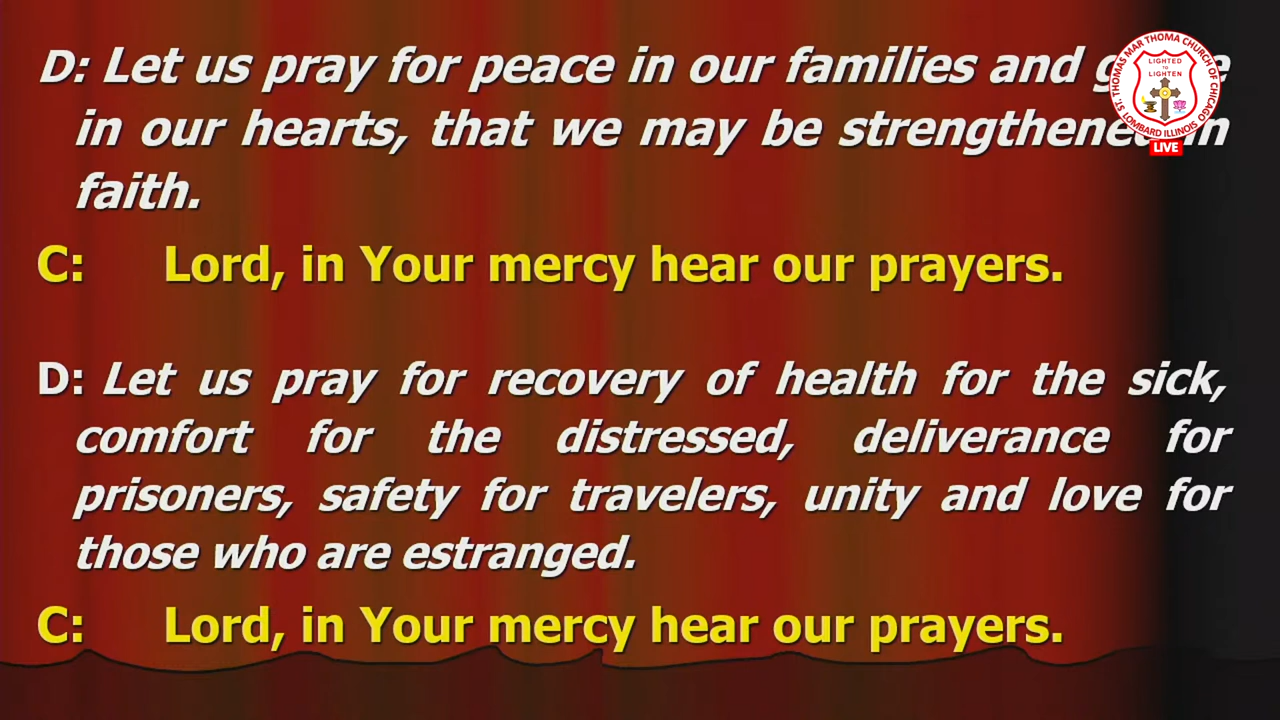 D: Let us pray for peace in our families and
in our hearts, that we may be strengthened in
faith.
C: Lord, in Your mercy hear our prayers.
D: Let us pray for recovery of health for the sick,
comfort for the distressed, deliverance for
prisoners, safety for travelers, unity and love for
those who are estranged.
C: Lord, in Your mercy hear our prayers.
ST. THOMAS MAR THOMA CHURCH OF CHICAGO
LOMBARD ILLINOIS
LIGHTED
TO
LIGHTEN
LIVE